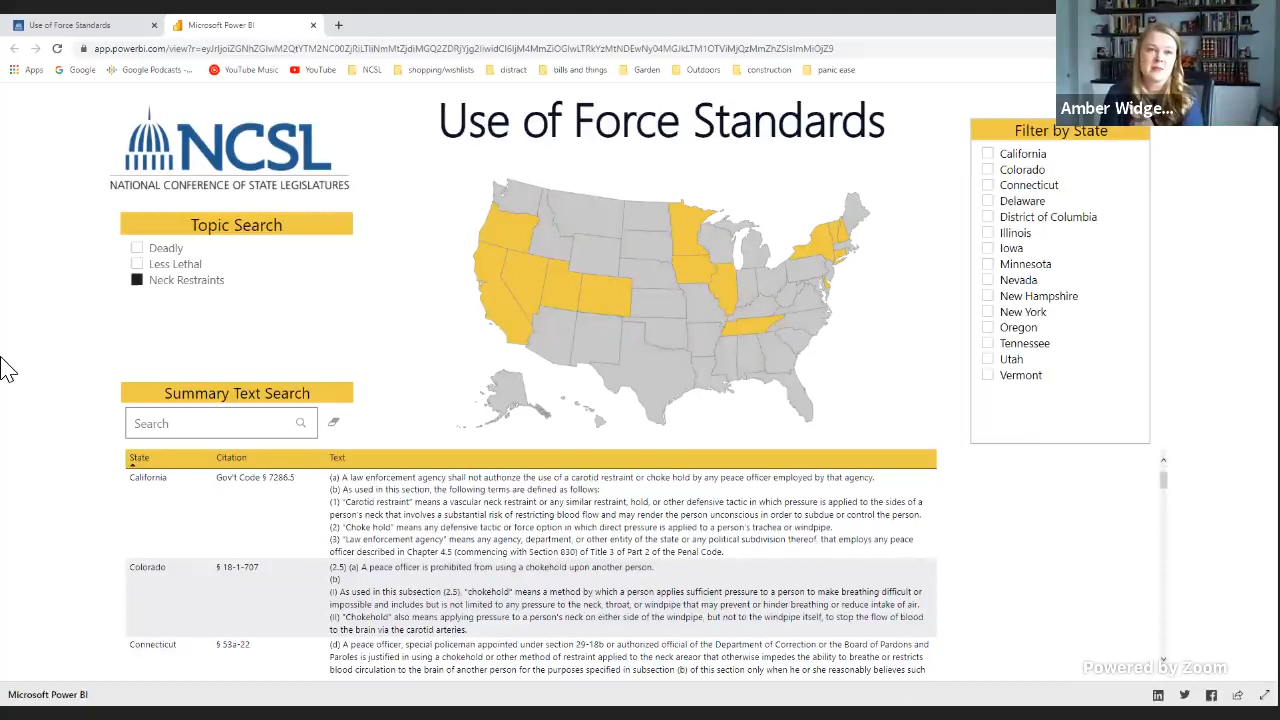 Use of Force Standards
Microsoft Power BI
Apps
Google
Google Podcasts -...
YouTube Music
YouTube
NCSL
shopping/wishlists
district
bills and things
Garden
Outdoors
construction
panic ease
Amber Widge...
NCSL
NATIONAL CONFERENCE OF STATE LEGISLATURES
Use of Force Standards
Topic Search
Deadly
Less Lethal
Neck Restraints
Filter by State
California
Colorado
Connecticut
Delaware
District of Columbia
Illinois
Iowa
Minnesota
Nevada
New Hampshire
New York
Oregon
Tennessee
Utah
Vermont
Summary Text Search
Search
State Citation Text
California Gov't Code § 7286.5 (a) A law enforcement agency shall not authorize the use of a carotid restraint or choke hold by any peace officer employed by that agency.
(b) As used in this section, the following terms are defined as follows:
(1) "Carotid restraint" means a vascular neck restraint or any similar restraint, hold, or other defensive tactic in which pressure is applied to the sides of a
person's neck that involves a substantial risk of restricting blood flow and may render the person unconscious in order to subdue or control the person.
(2) "Choke hold" means any defensive tactic or force option in which direct pressure is applied to a person's trachea or windpipe.
(3) "Law enforcement agency" means any agency, department, or other entity of the state or any political subdivision thereof, that employs any peace
officer described in Chapter 4.5 (commencing with Section 830) of Title 3 of Part 2 of the Penal Code.
Colorado § 18-1-707 (2.5) (a) A peace officer is prohibited from using a chokehold upon another person.
(b)
(I) As used in this subsection (2.5), "chokehold" means a method by which a person applies sufficient pressure to a person to make breathing difficult or
impossible and includes but is not limited to any pressure to the neck, throat, or windpipe that may prevent or hinder breathing or reduce intake of air.
(II) "Chokehold" also means applying pressure to a person's neck on either side of the windpipe, but not to the windpipe itself, to stop the flow of blood
to the brain via the carotid arteries.
Connecticut § 53a-22 (d) A peace officer, special policeman appointed under section 29-18b or authorized official of the Department of Correction or the Board of Pardons and
Paroles is justified in using a chokehold or other method of restraint applied to the neck areaor that otherwise impedes the ability to breathe or restricts
blood circulation to the brain of another person for the purposes specified in subsection (b) of this section only when he or she reasonably believes such
Powered by Zoom
Microsoft Power BI